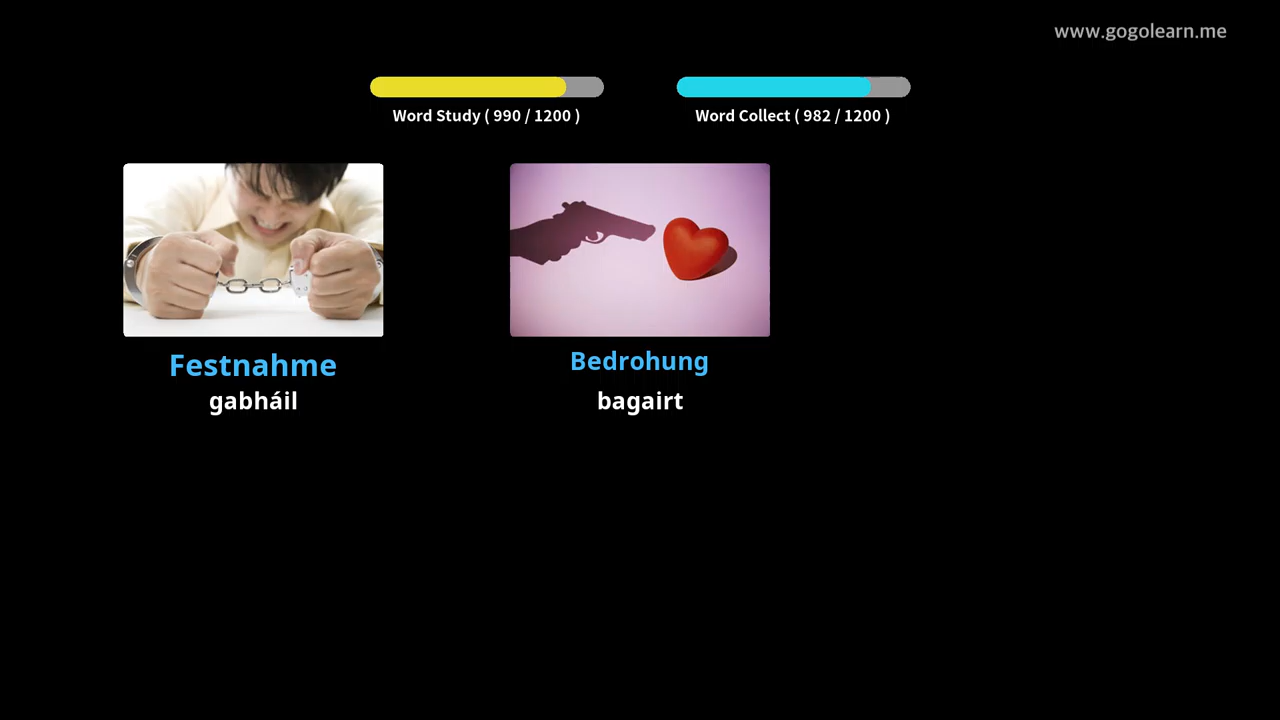 www.gogolearn.me
Word Study ( 990 / 1200 )
Word Collect ( 982 / 1200 )
Festnahme
gabháil
Bedrohung
bagairt